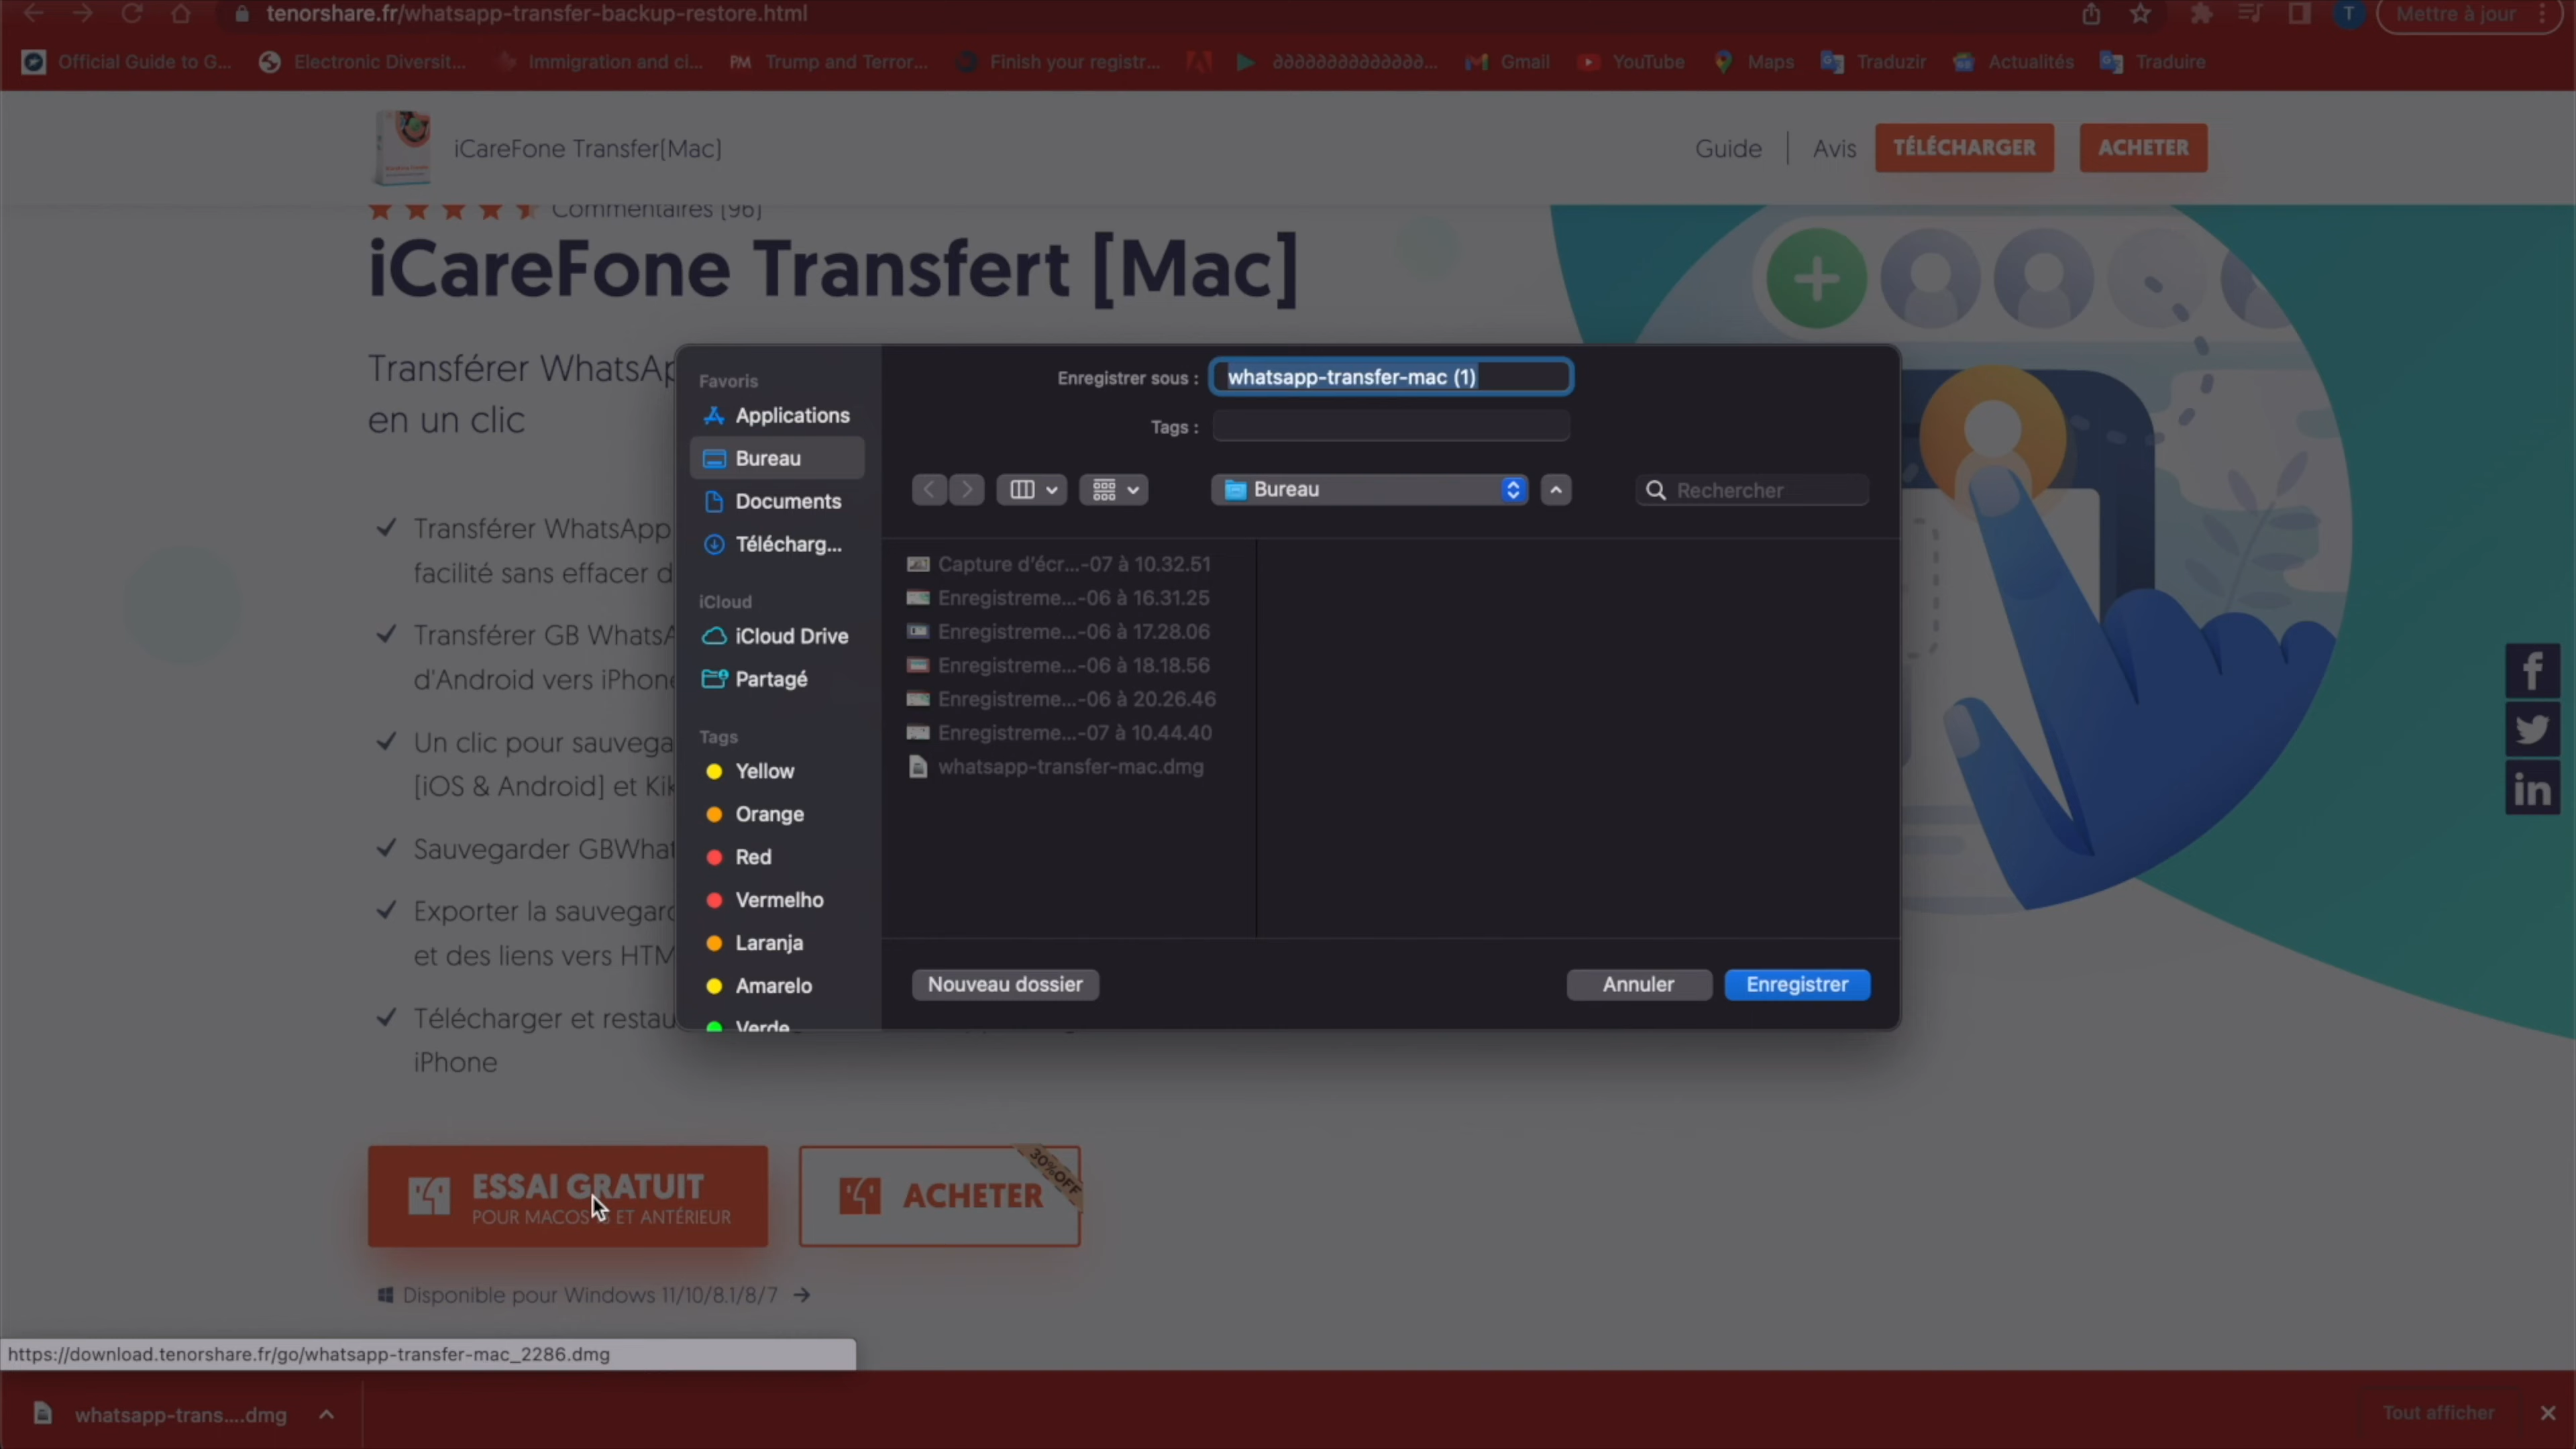 tenorshare.fr/whatsapp-transfer-backup-restore.html
T
Mettre à jour
Official Guide to G...
Electronic Diversit...
Immigration and ci...
PM Trump and Terror...
Finish your registr...
Gmail
YouTube
Maps
Traduzir
Actualités
Traduire
iCareFone Transfer[Mac]
Guide
Avis
TÉLÉCHARGER
ACHETER
Commentaires [96]
iCareFone Transfert [Mac]
Transférer WhatsAp
en un clic
Transférer WhatsApp
facilité sans effacer d
Transférer GB WhatsA
d'Android vers iPhone
Un clic pour sauvega
[iOS & Android] et Kik
Sauvegarder GBWhat
Exporter la sauvegard
et des liens vers HTM
Télécharger et restau
iPhone
Favoris
Applications
Bureau
Documents
Télécharg...
iCloud
iCloud Drive
Partagé
Tags
Yellow
Orange
Red
Vermelho
Laranja
Amarelo
Verde
Enregistrer sous :
whatsapp-transfer-mac (1)
Tags :
Bureau
Rechercher
Capture d'écr...-07 à 10.32.51
Enregistreme...-06 à 16.31.25
Enregistreme...-06 à 17.28.06
Enregistreme...-06 à 18.18.56
Enregistreme...-06 à 20.26.46
Enregistreme...-07 à 10.44.40
whatsapp-transfer-mac.dmg
Nouveau dossier
Annuler
Enregistrer
ESSAI GRATUIT
POUR MACOS ET ANTÉRIEUR
ACHETER
30%OFF
Disponible pour Windows 11/10/8.1/8/7
https://download.tenorshare.fr/go/whatsapp-transfer-mac_2286.dmg
whatsapp-trans....dmg
Tout afficher